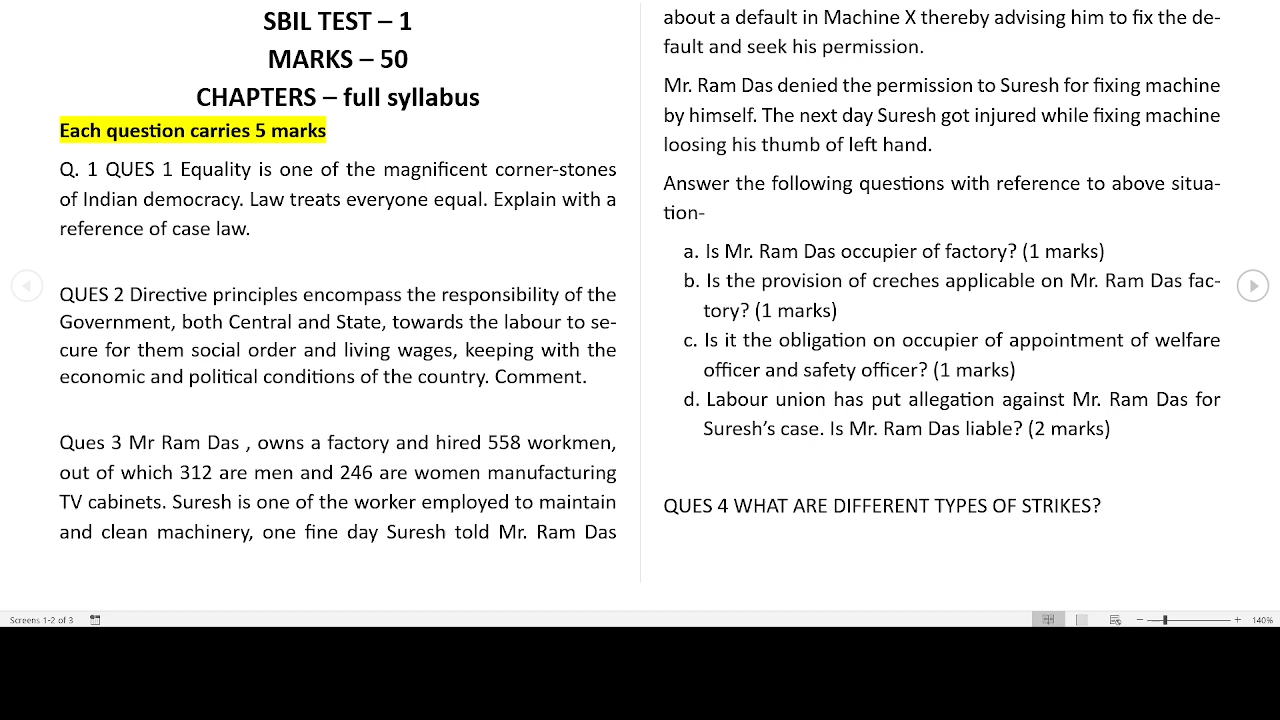 SBIL TEST – 1
MARKS – 50
CHAPTERS – full syllabus
Each question carries 5 marks
Q. 1 QUES 1 Equality is one of the magnificent corner-stones
of Indian democracy. Law treats everyone equal. Explain with a
reference of case law.
QUES 2 Directive principles encompass the responsibility of the
Government, both Central and State, towards the labour to se-
cure for them social order and living wages, keeping with the
economic and political conditions of the country. Comment.
Ques 3 Mr Ram Das , owns a factory and hired 558 workmen,
out of which 312 are men and 246 are women manufacturing
TV cabinets. Suresh is one of the worker employed to maintain
and clean machinery, one fine day Suresh told Mr. Ram Das
about a default in Machine X thereby advising him to fix the de-
fault and seek his permission.
Mr. Ram Das denied the permission to Suresh for fixing machine
by himself. The next day Suresh got injured while fixing machine
loosing his thumb of left hand.
Answer the following questions with reference to above situa-
tion-
a. Is Mr. Ram Das occupier of factory? (1 marks)
b. Is the provision of creches applicable on Mr. Ram Das fac-
tory? (1 marks)
c. Is it the obligation on occupier of appointment of welfare
officer and safety officer? (1 marks)
d. Labour union has put allegation against Mr. Ram Das for
Suresh's case. Is Mr. Ram Das liable? (2 marks)
QUES 4 WHAT ARE DIFFERENT TYPES OF STRIKES?
Screens 1-2 of 3
140%